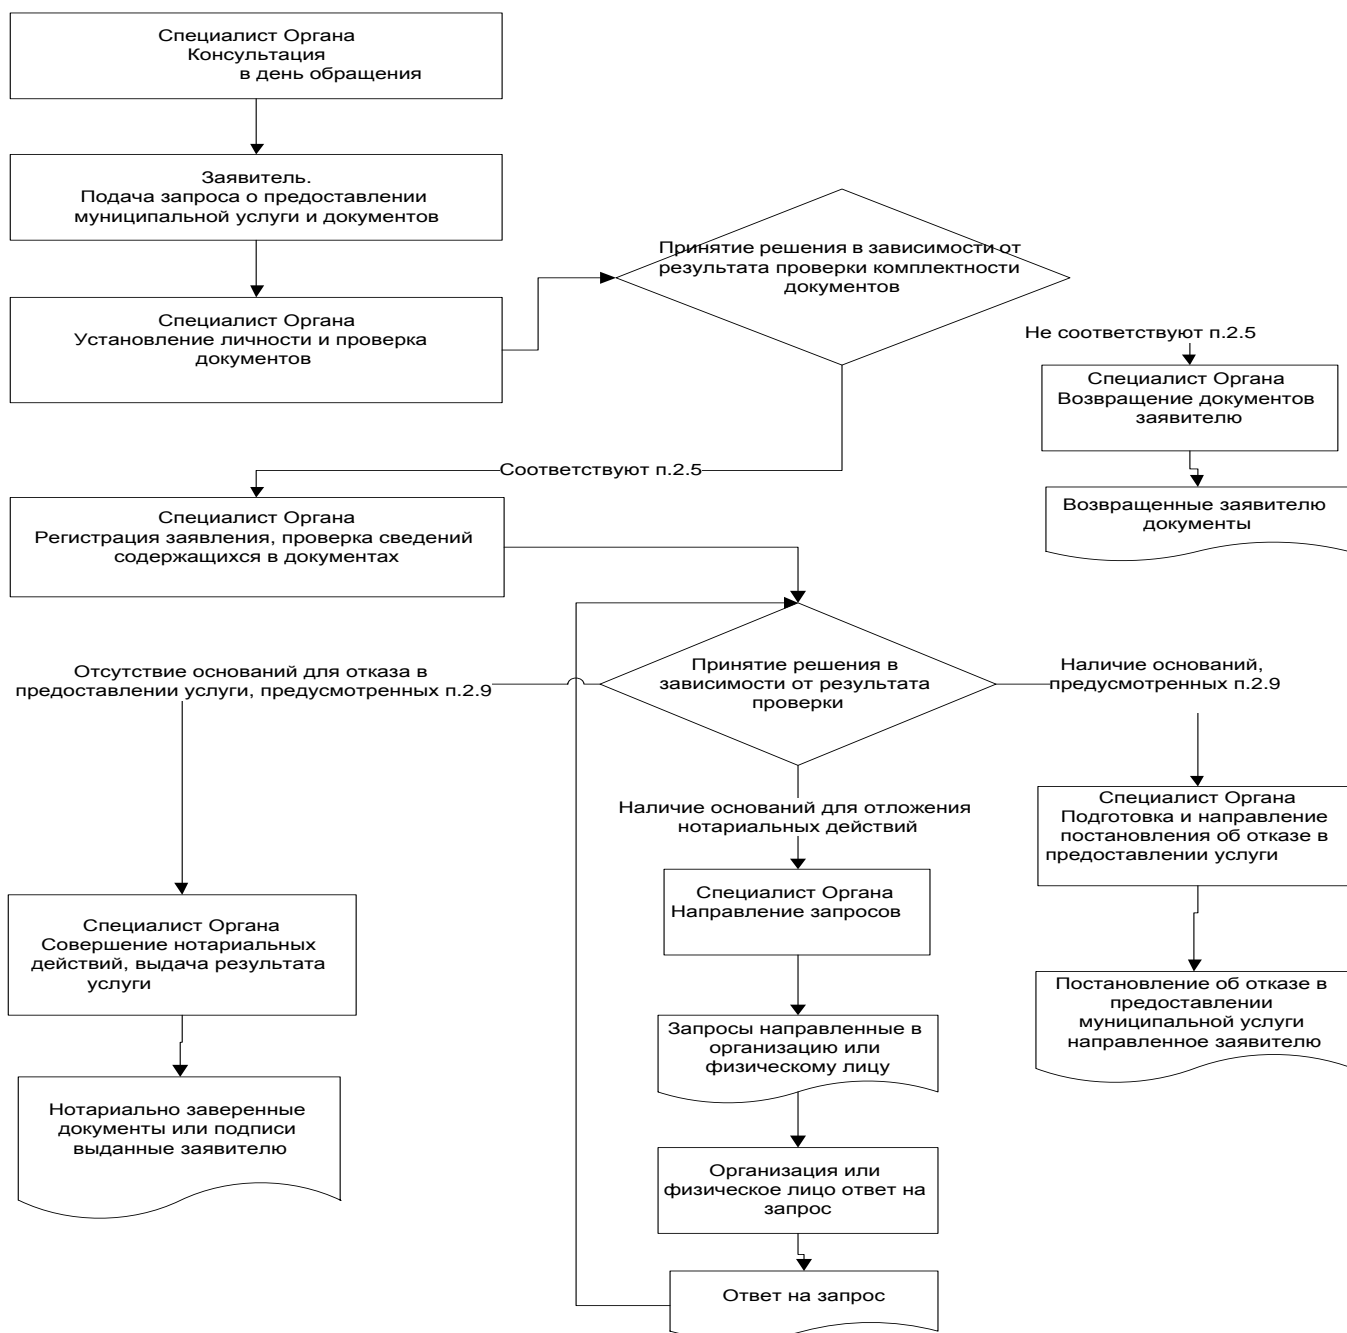 Специалист Органа
Консультация
в день обращения
Заявитель.
Подача запроса о предоставлении
муниципальной услуги и документов
Специалист Органа
Установление личности и проверка
документов
Принятие решения в зависимости от
результата проверки комплектности
документов
Не соответствуют п.2.5
Специалист Органа
Возвращение документов
заявителю
Возвращенные заявителю
документы
Соответствуют п.2.5
Специалист Органа
Регистрация заявления, проверка сведений
содержащихся в документах
Принятие решения в
зависимости от результата
проверки
Отсутствие оснований для отказа в
предоставлении услуги, предусмотренных п.2.9
Наличие оснований,
предусмотренных п.2.9
Наличие оснований для отложения
нотариальных действий
Специалист Органа
Подготовка и направление
постановления об отказе в
предоставлении услуги
Специалист Органа
Направление запросов
Специалист Органа
Совершение нотариальных
действий, выдача результата
услуги
Постановление об отказе в
предоставлении
муниципальной услуги
направленное заявителю
Запросы направленные в
организацию или
физическому лицу
Нотариально заверенные
документы или подписи
выданные заявителю
Организация или
физическое лицо ответ на
запрос
Ответ на запрос